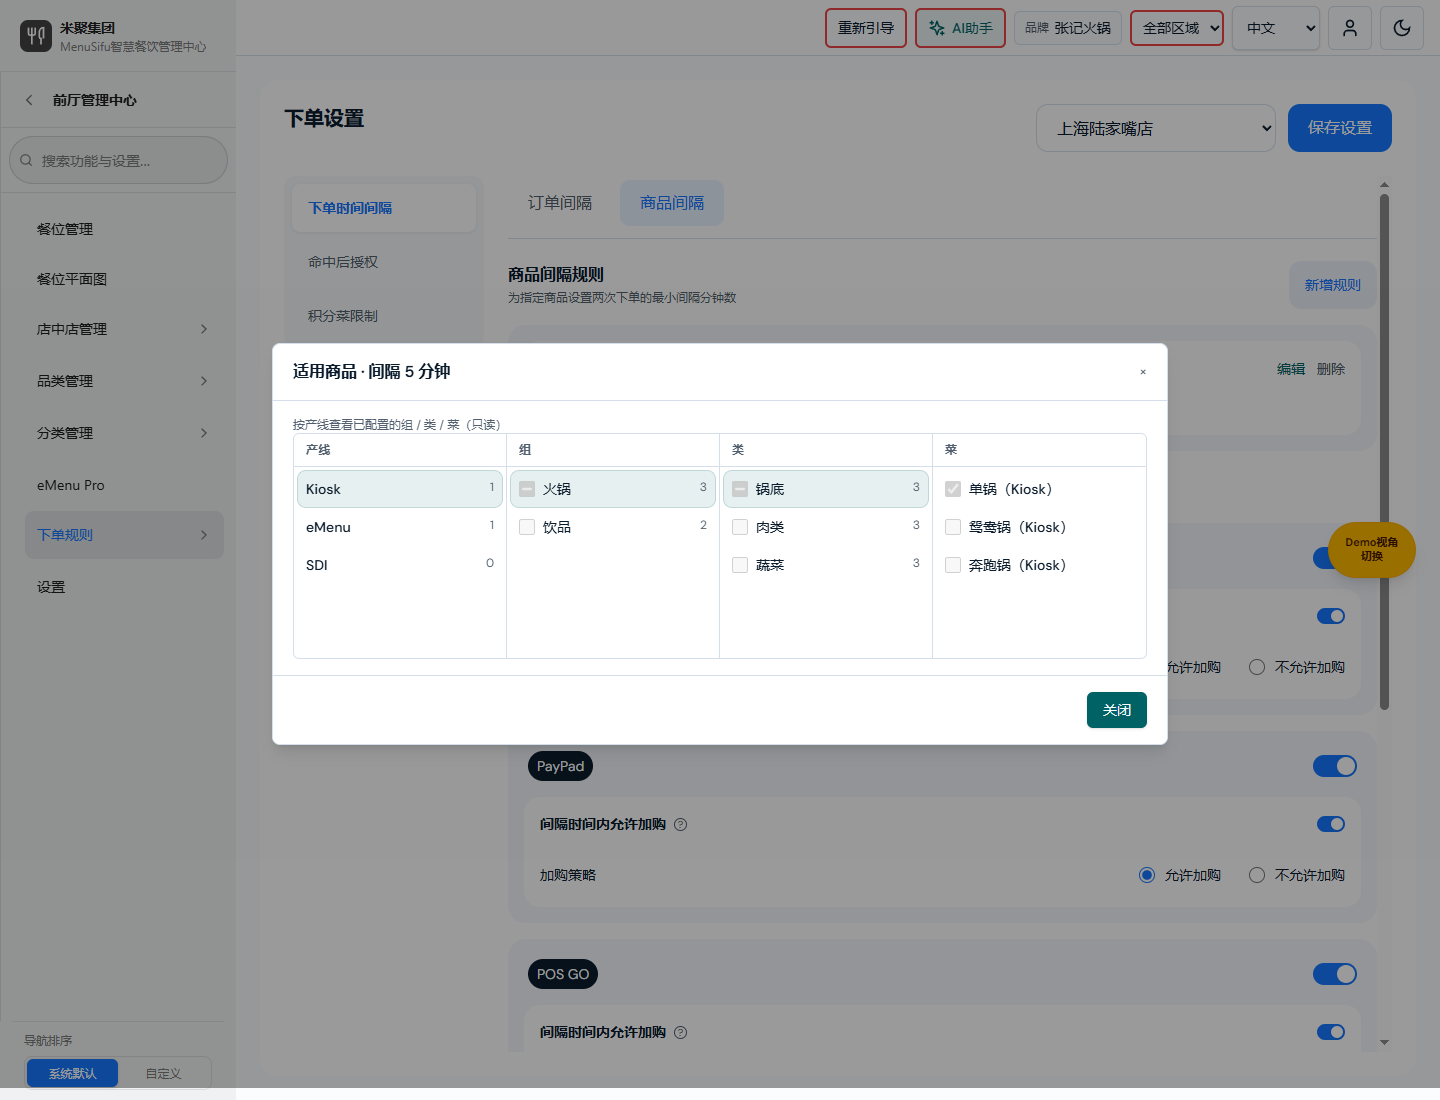 米聚集团
MenuSifu智慧餐饮管理中心
重新引导
AI助手
品牌 张记火锅
全部区域
中文
前厅管理中心
搜索功能与设置...
餐位管理
餐位平面图
店中店管理
品类管理
分类管理
eMenu Pro
下单规则
设置
导航排序
系统默认
自定义
下单设置
上海陆家嘴店
保存设置
下单时间间隔
命中后授权
积分菜限制
订单间隔
商品间隔
商品间隔规则
为指定商品设置两次下单的最小间隔分钟数
新增规则
编辑 删除
适用商品 · 间隔 5 分钟
×
按产线查看已配置的组 / 类 / 菜（只读）
产线 组 类 菜
Kiosk 1 火锅 3 锅底 3 单锅（Kiosk）
eMenu 1 饮品 2 肉类 3 鸳鸯锅（Kiosk）
SDI 0 蔬菜 3 奔跑锅（Kiosk）
关闭
Demo视角
切换
允许加购 不允许加购
PayPad
间隔时间内允许加购 ?
加购策略 允许加购 不允许加购
POS GO
间隔时间内允许加购 ?